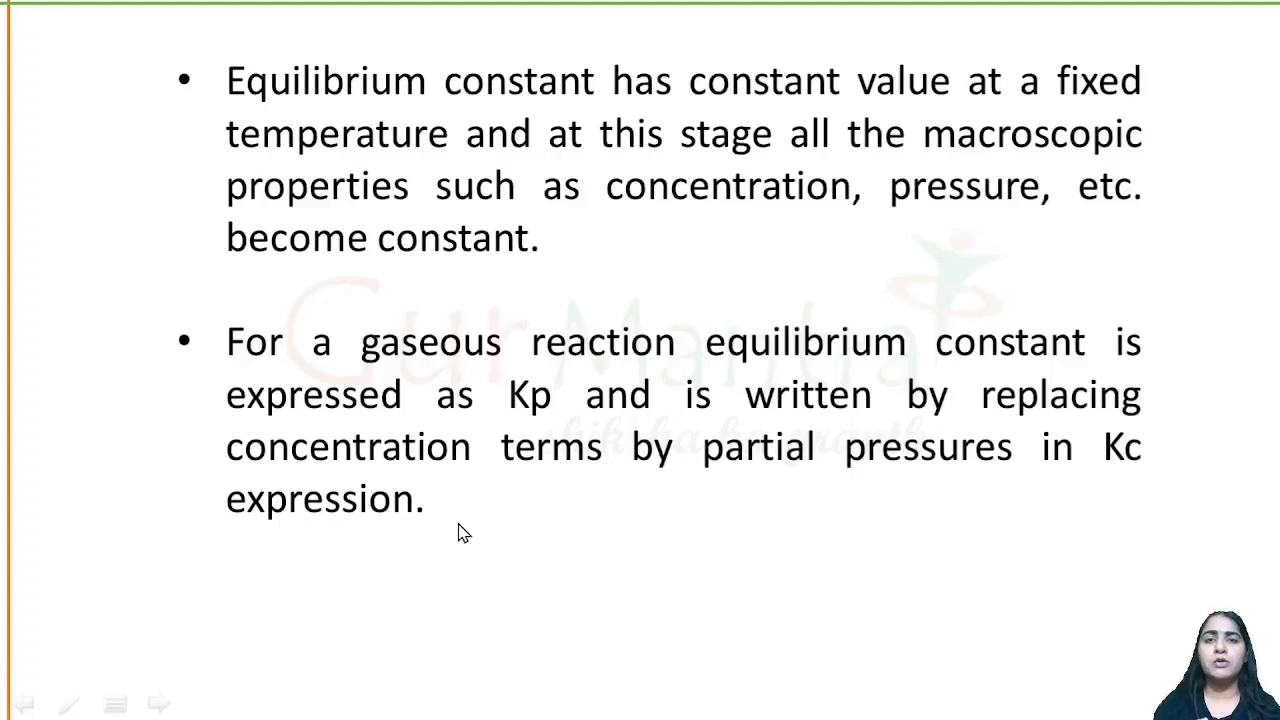 • Equilibrium constant has constant value at a fixed
temperature and at this stage all the macroscopic
properties such as concentration, pressure, etc.
become constant.
• For a gaseous reaction equilibrium constant is
expressed as Kp and is written by replacing
concentration terms by partial pressures in Kc
expression.
Gur Mantra